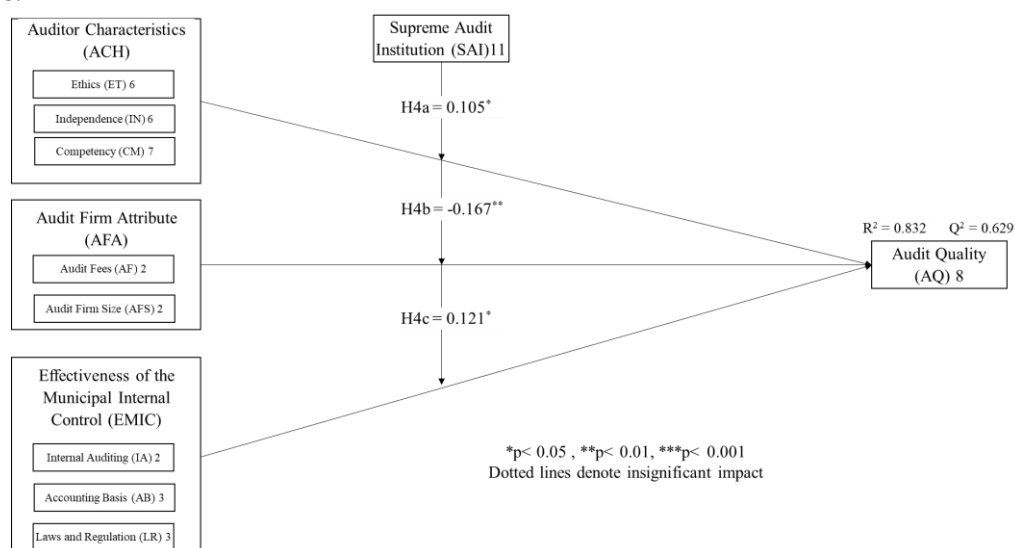 Auditor Characteristics
(ACH)
Ethics (ET) 6
Independence (IN) 6
Competency (CM) 7
Supreme Audit
Institution (SAI)11
H4a = 0.105*
Audit Firm Attribute
(AFA)
Audit Fees (AF) 2
Audit Firm Size (AFS) 2
H4b = -0.167**
R² = 0.832 Q² = 0.629
Audit Quality
(AQ) 8
H4c = 0.121*
Effectiveness of the
Municipal Internal
Control (EMIC)
Internal Auditing (IA) 2
Accounting Basis (AB) 3
Laws and Regulation (LR) 3
*p< 0.05 , **p< 0.01, ***p< 0.001
Dotted lines denote insignificant impact